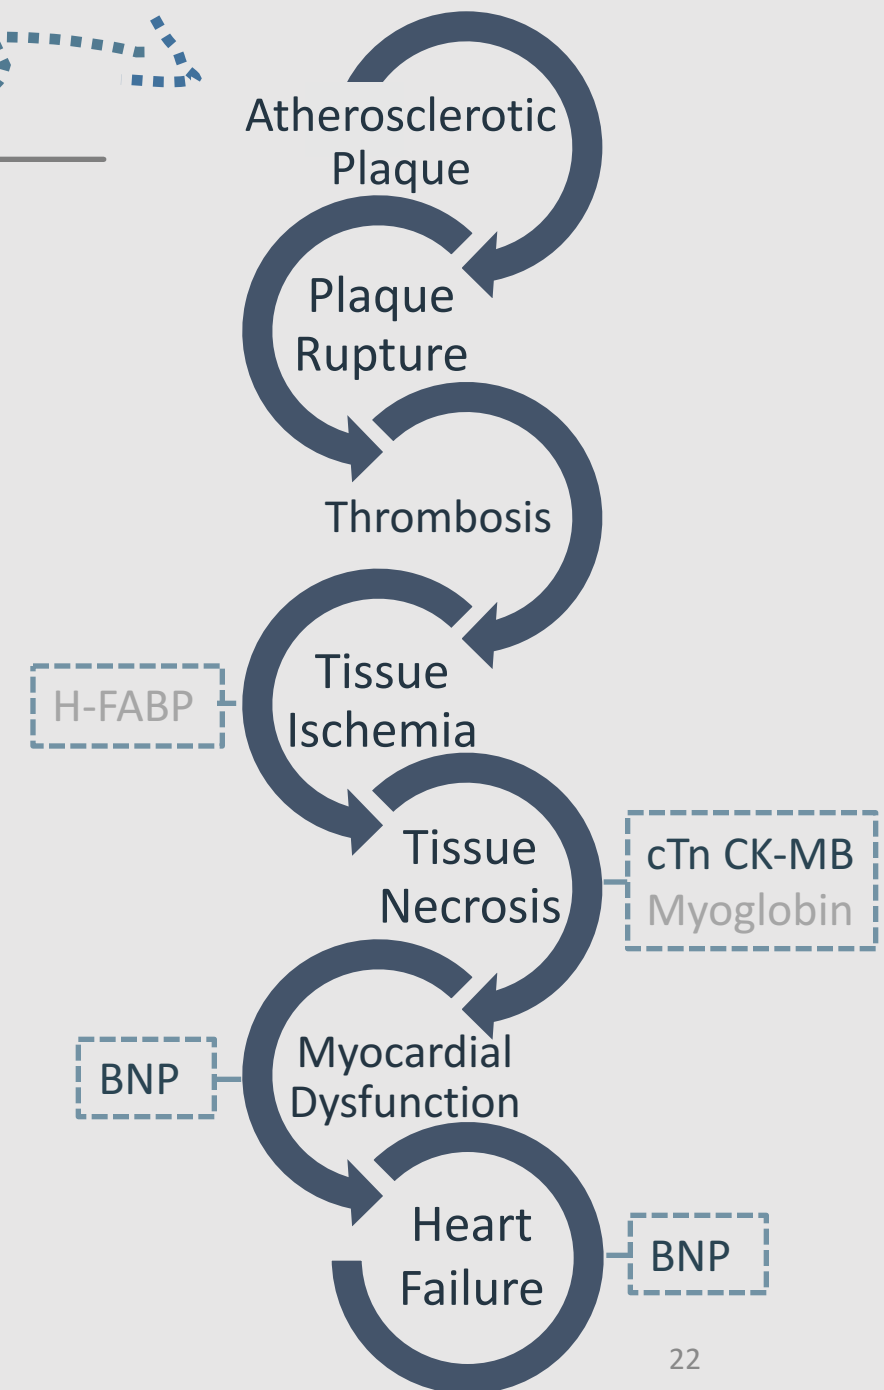 Atherosclerotic
Plaque
Plaque
Rupture
Thrombosis
Tissue
Ischemia
H-FABP
Tissue
Necrosis
cTn CK-MB
Myoglobin
Myocardial
Dysfunction
BNP
Heart
Failure
BNP
22